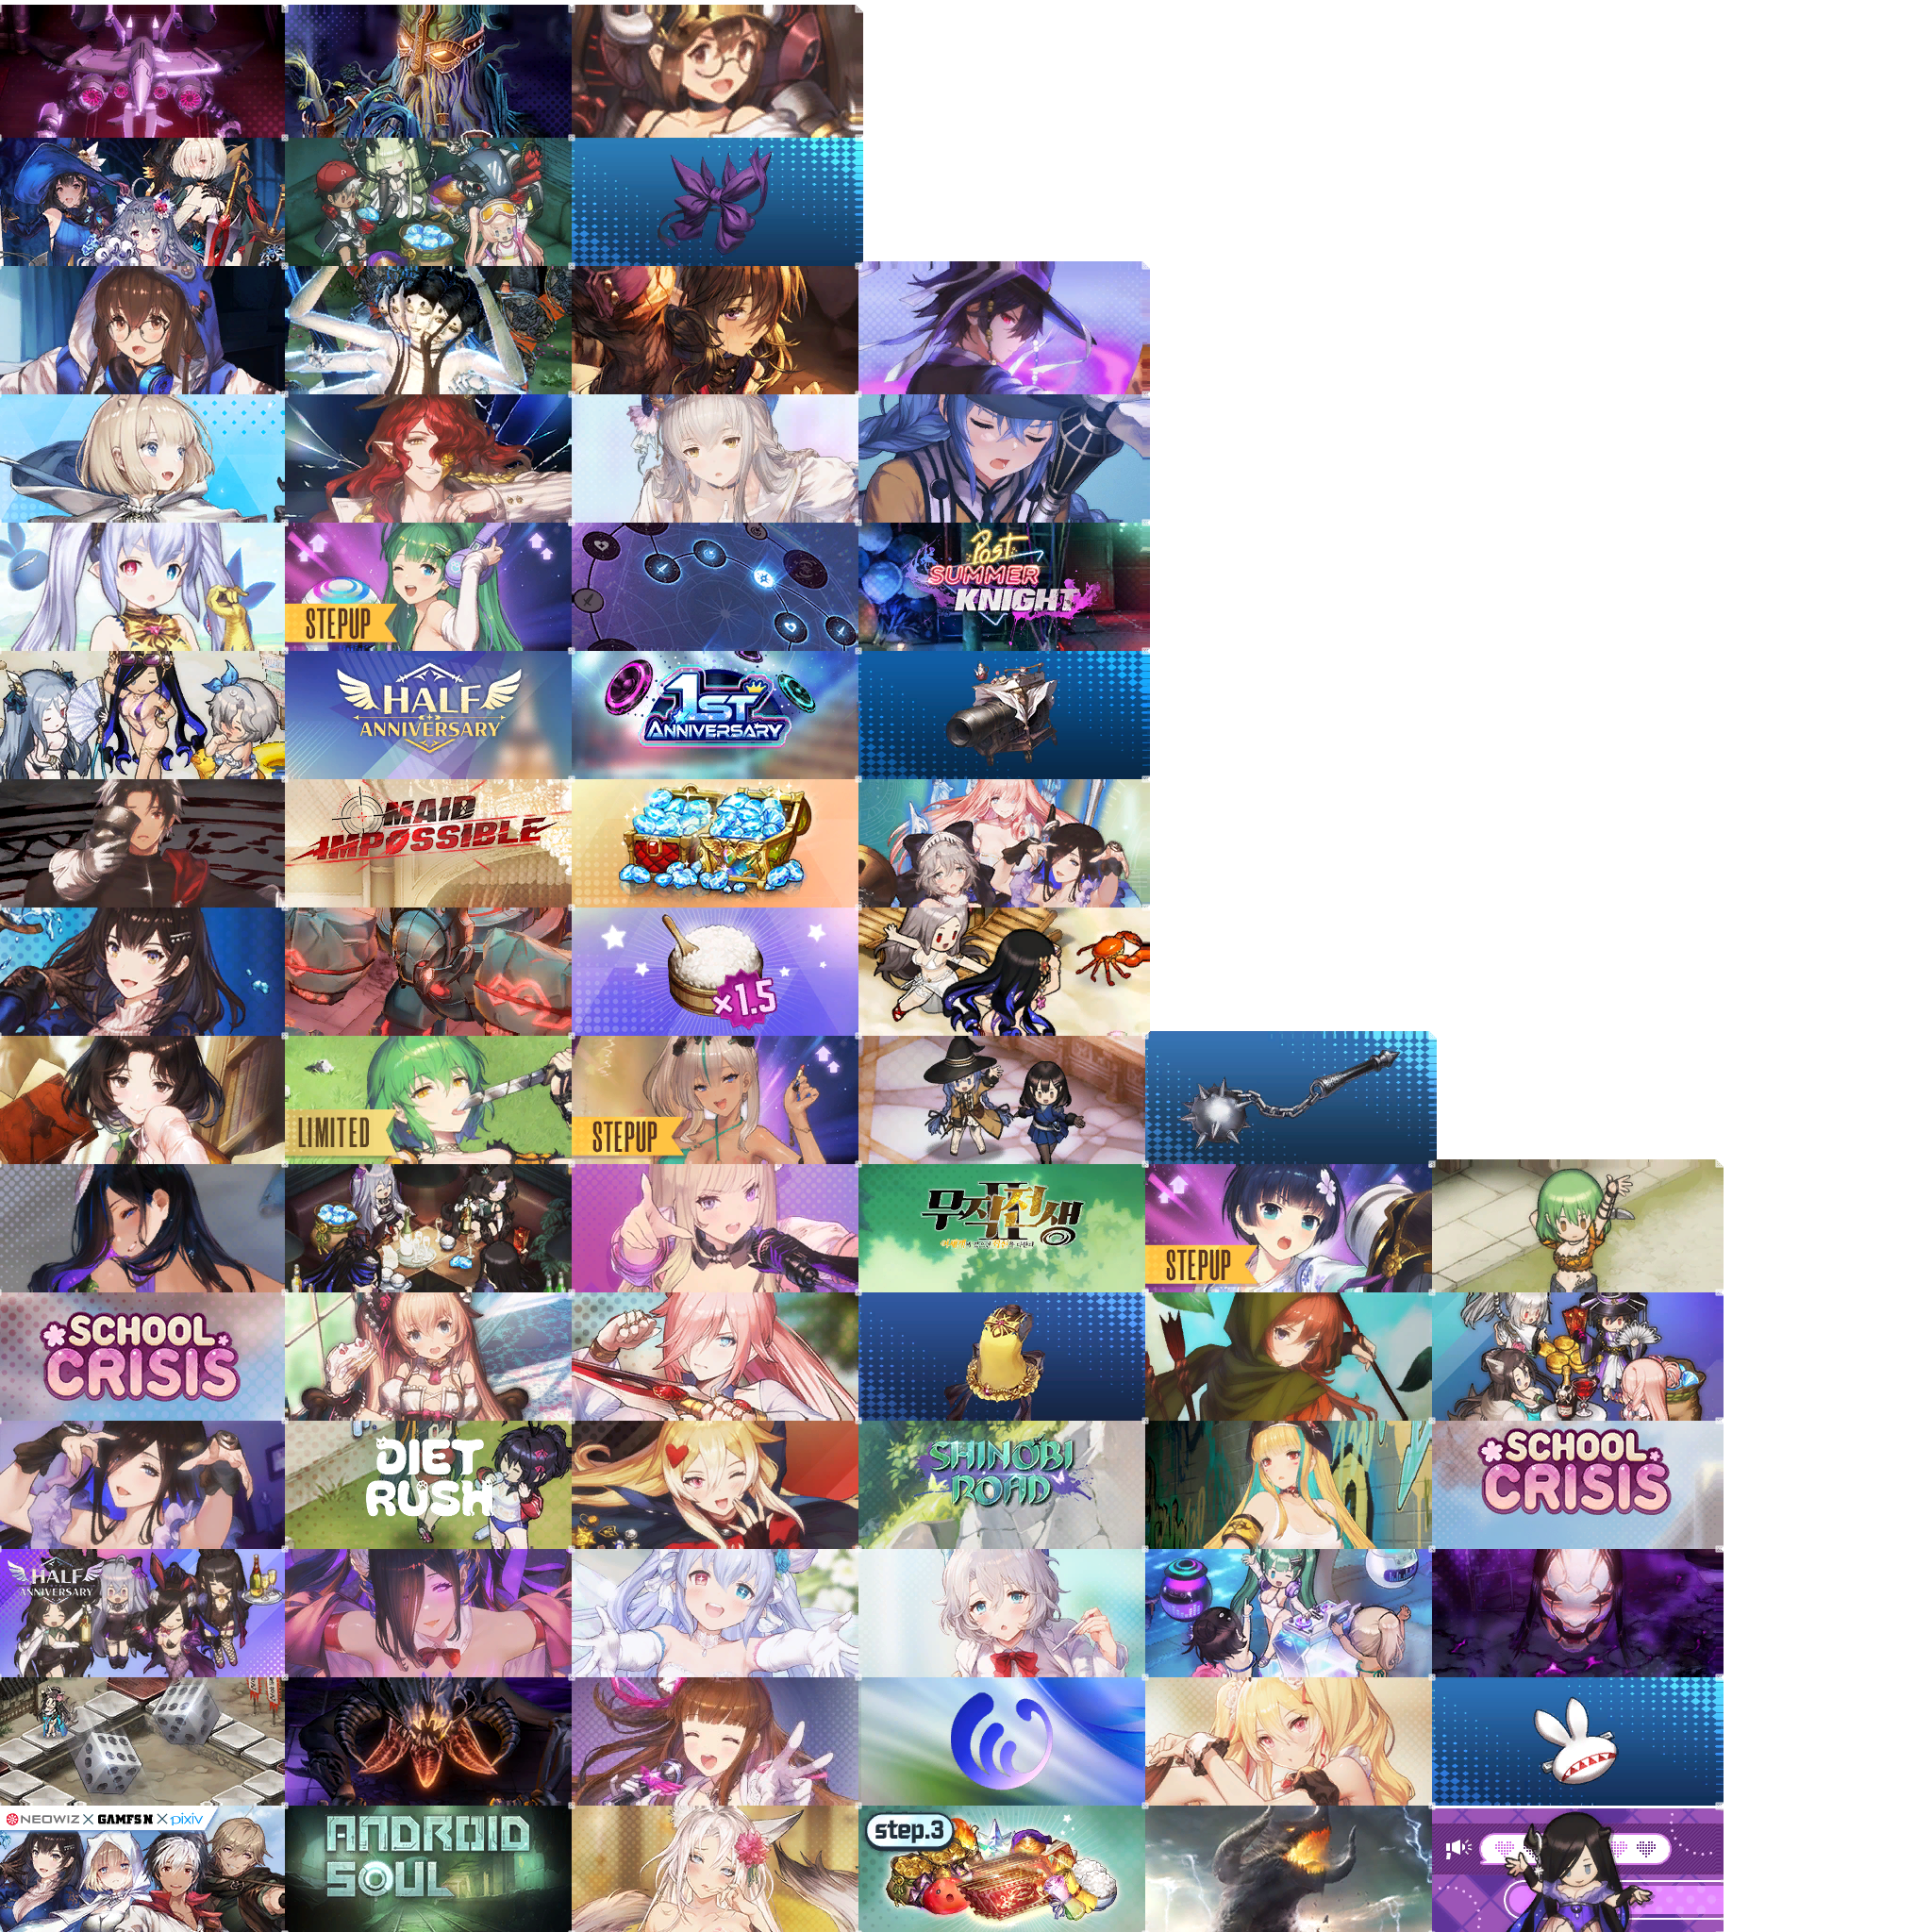 STEPUP
Post
SUMMER
KNIGHT
HALF
ANNIVERSARY
1ST
ANNIVERSARY
MAID
IMPOSSIBLE
×1.5
LIMITED
STEPUP
무직전생
STEPUP
SCHOOL
CRISIS
DIET
RUSH
SHINOBI
ROAD
SCHOOL
CRISIS
HALF
ANNIVERSARY
NEOWIZ X GAMFS N X pixiv
ANDROID
SOUL
step.3